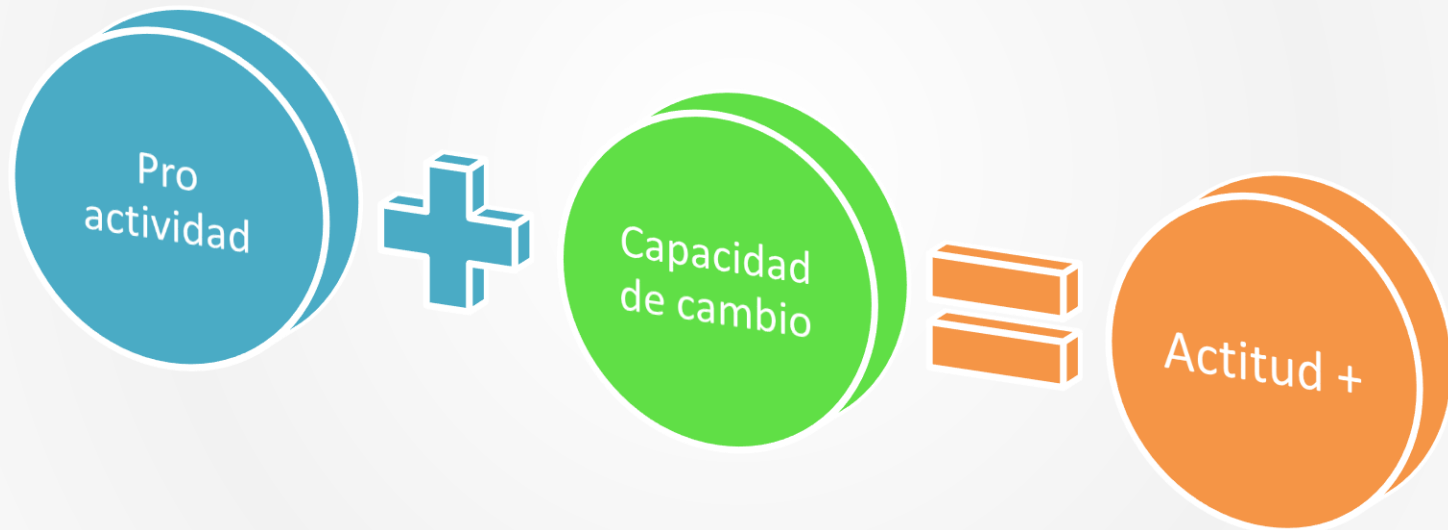 Pro
actividad
Capacidad
de cambio
Actitud +